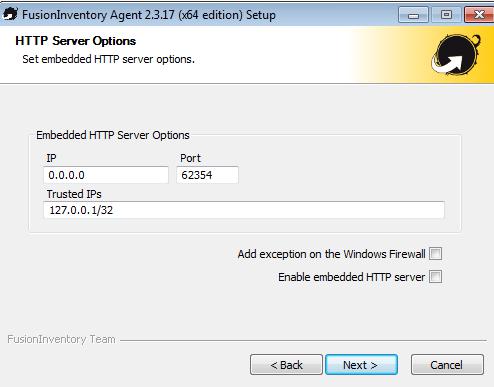 FusionInventory Agent 2.3.17 (x64 edition) Setup
HTTP Server Options
Set embedded HTTP server options.
Embedded HTTP Server Options
IP Port
0.0.0.0 62354
Trusted IPs
127.0.0.1/32
Add exception on the Windows Firewall
Enable embedded HTTP server
FusionInventory Team
< Back Next > Cancel